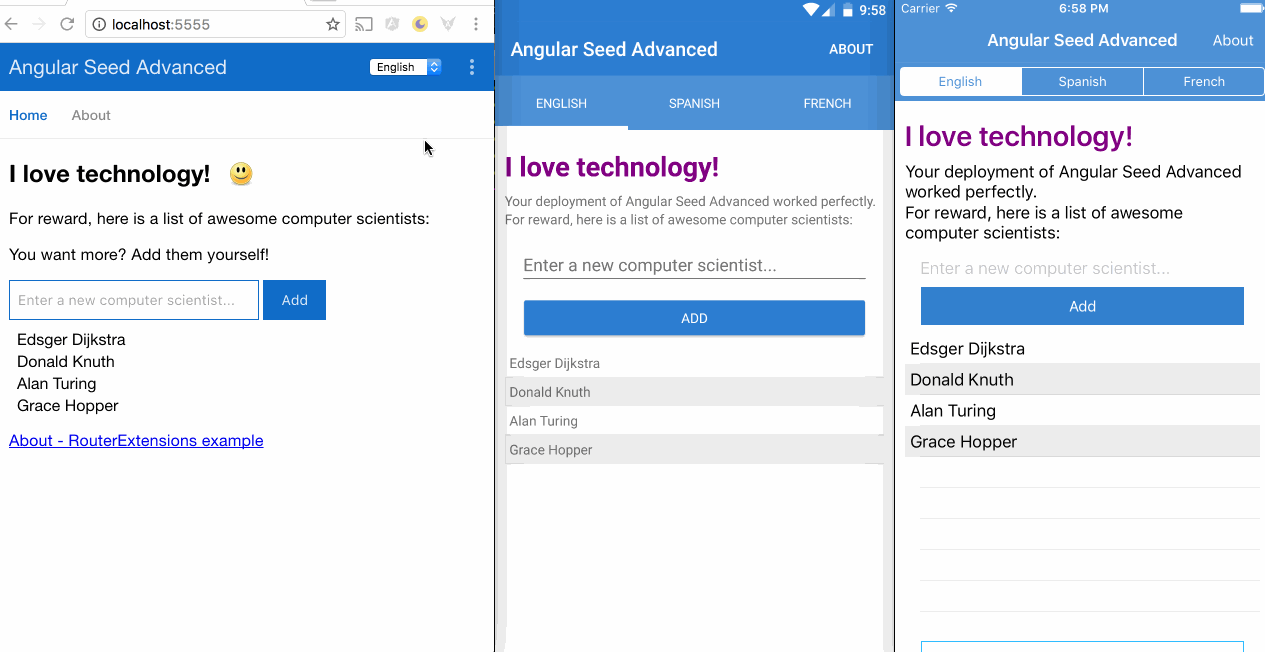 localhost:5555
Angular Seed Advanced
English
Home
About
I love technology!
For reward, here is a list of awesome computer scientists:
You want more? Add them yourself!
Enter a new computer scientist...
Add
Edsger Dijkstra
Donald Knuth
Alan Turing
Grace Hopper
About - RouterExtensions example
9:58
Angular Seed Advanced
ABOUT
ENGLISH
SPANISH
FRENCH
I love technology!
Your deployment of Angular Seed Advanced worked perfectly.
For reward, here is a list of awesome computer scientists:
Enter a new computer scientist...
ADD
Edsger Dijkstra
Donald Knuth
Alan Turing
Grace Hopper
Carrier
6:58 PM
Angular Seed Advanced
About
English
Spanish
French
I love technology!
Your deployment of Angular Seed Advanced
worked perfectly.
For reward, here is a list of awesome
computer scientists:
Enter a new computer scientist...
Add
Edsger Dijkstra
Donald Knuth
Alan Turing
Grace Hopper